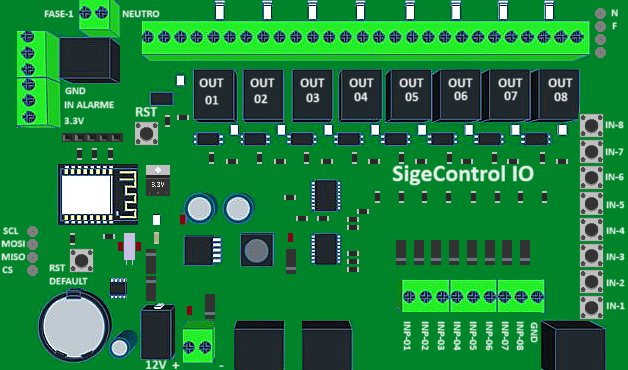 FASE-1 NEUTRO
N
F
GND
IN ALARME
3.3V
RST
OUT 01
OUT 02
OUT 03
OUT 04
OUT 05
OUT 06
OUT 07
OUT 08
IN-8
IN-7
IN-6
IN-5
IN-4
IN-3
IN-2
IN-1
3.3V
SigeControl IO
SCL
MOSI
MISO
CS
RST
DEFAULT
12V + -
INP-01
INP-02
INP-03
INP-04
INP-05
INP-06
INP-07
INP-08
GND